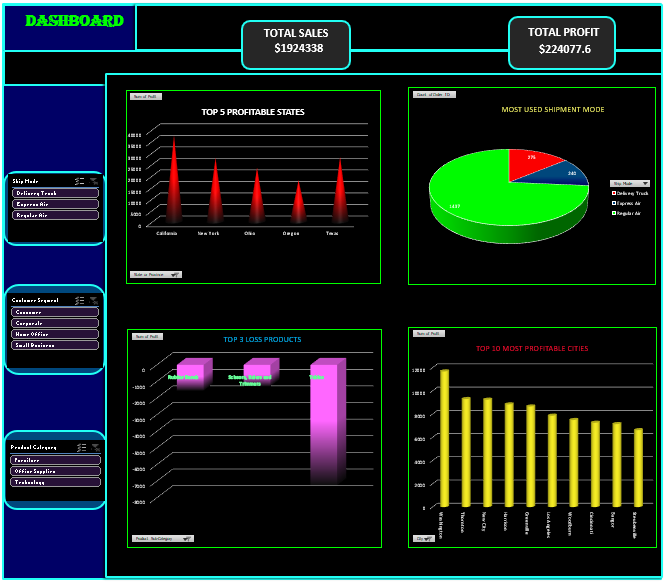 DASHBOARD
TOTAL SALES
$1924338
TOTAL PROFIT
$224077.6
Ship Mode
Delivery Truck
Express Air
Regular Air
Customer Segment
Consumer
Corporate
Home Office
Small Business
Product Category
Furniture
Office Supplies
Technology
Sum of Profit
TOP 5 PROFITABLE STATES
40000
35000
30000
25000
20000
15000
10000
5000
0
California
New York
Ohio
Oregon
Texas
State or Province
Count of Order ID
MOST USED SHIPMENT MODE
276
240
Ship Mode
Delivery Truck
Express Air
Regular Air
Sum of Profit
TOP 3 LOSS PRODUCTS
0
-1000
-2000
-3000
-4000
-5000
-6000
-7000
-8000
Rubber Bands
Scissors, Rulers and
Trimmers
Tables
Product Sub-Category
Sum of Profit
TOP 10 MOST PROFITABLE CITIES
12000
10000
8000
6000
4000
2000
0
Washington
Thornton
New City
Harrison
Greenville
Los Angeles
Woodburn
Cincinnati
Bangor
Steubenville
City